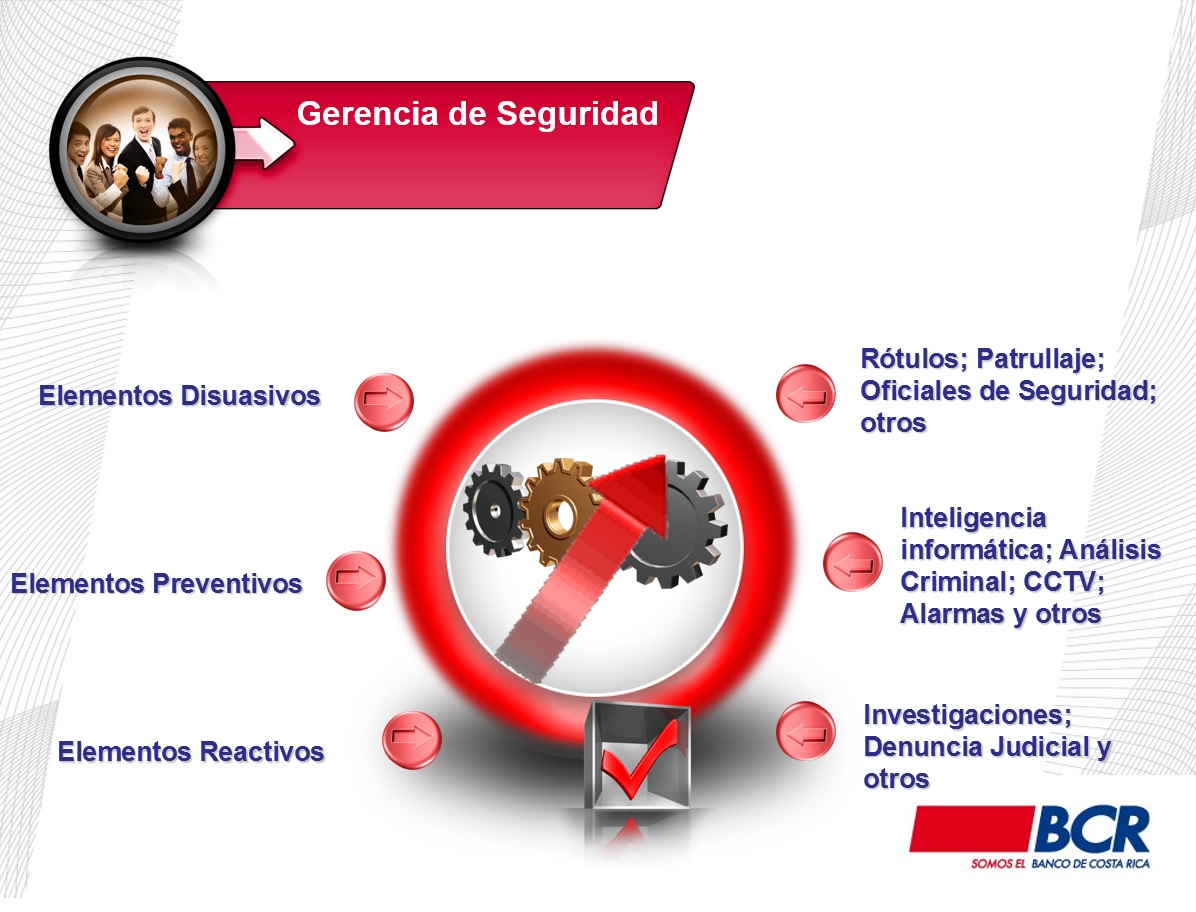 Gerencia de Seguridad
Elementos Disuasivos
Rótulos; Patrullaje;
Oficiales de Seguridad;
otros
Elementos Preventivos
Inteligencia
informática; Análisis
Criminal; CCTV;
Alarmas y otros
Elementos Reactivos
Investigaciones;
Denuncia Judicial y
otros
BCR
SOMOS EL BANCO DE COSTA RICA